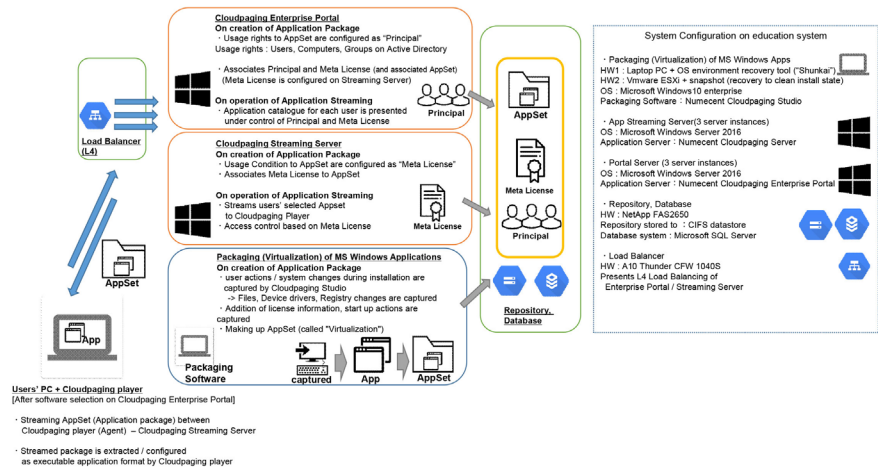 Cloudpaging Enterprise Portal
On creation of Application Package
・Usage rights to AppSet are configured as “Principal”
Usage rights : Users, Computers, Groups on Active Directory
・Associates Principal and Meta License (and associated AppSet)
(Meta License is configured on Streaming Server)
On operation of Application Streaming
・Application catalogue for each user is presented
under control of Principal and Meta License
Principal
Load Balancer
(L4)
Cloudpaging Streaming Server
On creation of Application Package
・Usage Condition to AppSet are configured as “Meta License”
・Associates Meta License to AppSet
On operation of Application Streaming
・Streams users’ selected Appset
to Cloudpaging Player
・Access control based on Meta License
Meta License
Packaging (Virtualization) of MS Windows Applications
On creation of Application Package
・user actions / system changes during installation are
captured by Cloudpaging Studio
-> Files, Device drivers, Registry changes are captured
・Addition of license information, start up actions are
captured
・Making up AppSet (called "Virtualization")
Packaging
Software
captured
App
AppSet
AppSet
Meta License
Principal
Repository,
Database
AppSet
App
Users’ PC + Cloudpaging player
[After software selection on Cloudpaging Enterprise Portal]
・Streaming AppSet (Application package) between
Cloudpaging player (Agent) – Cloudpaging Streaming Server
・Streamed package is extracted / configured
as executable application format by Cloudpaging player
System Configuration on education system
・Packaging (Virtualization) of MS Windows Apps
HW1 : Laptop PC + OS environment recovery tool (“Shunkai”)
HW2 : Vmware ESXi + snapshot (recovery to clean install state)
OS : Microsoft Windows10 enterprise
Packaging Software：Numecent Cloudpaging Studio
・App Streaming Server(3 server instances)
OS : Microsoft Windows Server 2016
Application Server : Numecent Cloudpaging Server
・Portal Server (3 server instances)
OS : Microsoft Windows Server 2016
Application Server : Numecent Cloudpaging Enterprise Portal
・Repository, Database
HW : NetApp FAS2650
Repository stored to ：CIFS datastore
Database system : Microsoft SQL Server
・Load Balancer
HW : A10 Thunder CFW 1040S
Presents L4 Load Balancing of
Enterprise Portal / Streaming Server